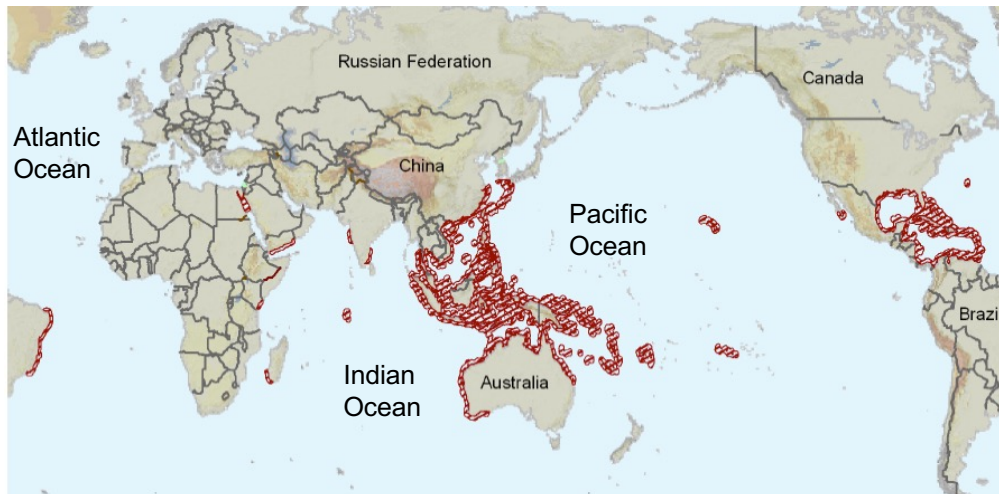 Russian Federation
Canada
Atlantic
Ocean
China
Pacific
Ocean
Brazi
Indian
Ocean
Australia